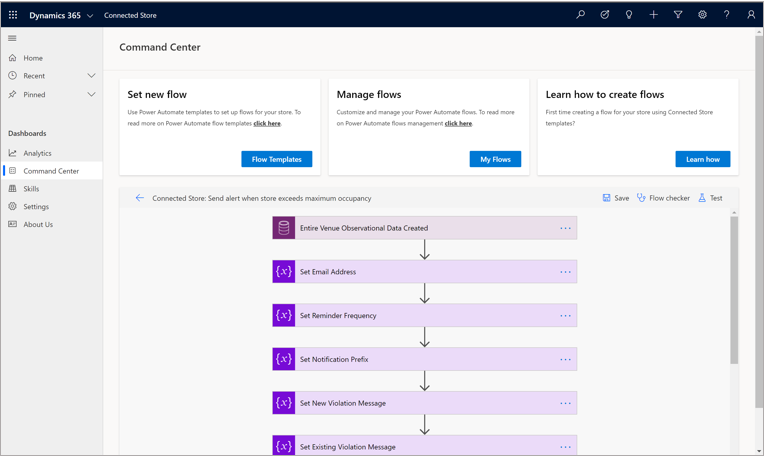 Dynamics 365
Connected Store
Home
Recent
Pinned
Dashboards
Analytics
Command Center
Skills
Settings
About Us
Command Center
Set new flow
Use Power Automate templates to set up flows for your store. To
read more on Power Automate flow templates click here.
Flow Templates
Manage flows
Customize and manage your Power Automate flows. To read more
on Power Automate flows management click here.
My Flows
Learn how to create flows
First time creating a flow for your store using Connected Store
templates?
Learn how
Connected Store: Send alert when store exceeds maximum occupancy
Save
Flow checker
Test
Entire Venue Observational Data Created
{x} Set Email Address
{x} Set Reminder Frequency
{x} Set Notification Prefix
{x} Set New Violation Message
{x} Set Existing Violation Message